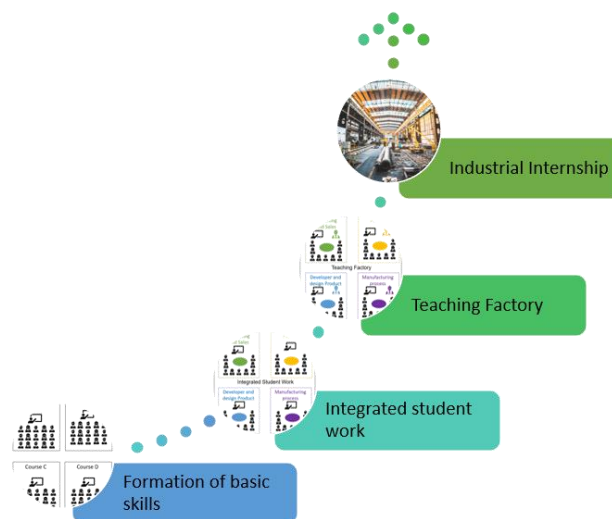 Industrial Internship
Teaching Factory
Developer and
design Product
Manufacturing
process
Teaching Factory
Integrated Student Work
Developer and
design Product
Manufacturing
process
Integrated student
work
Course C
Course D
Formation of basic
skills